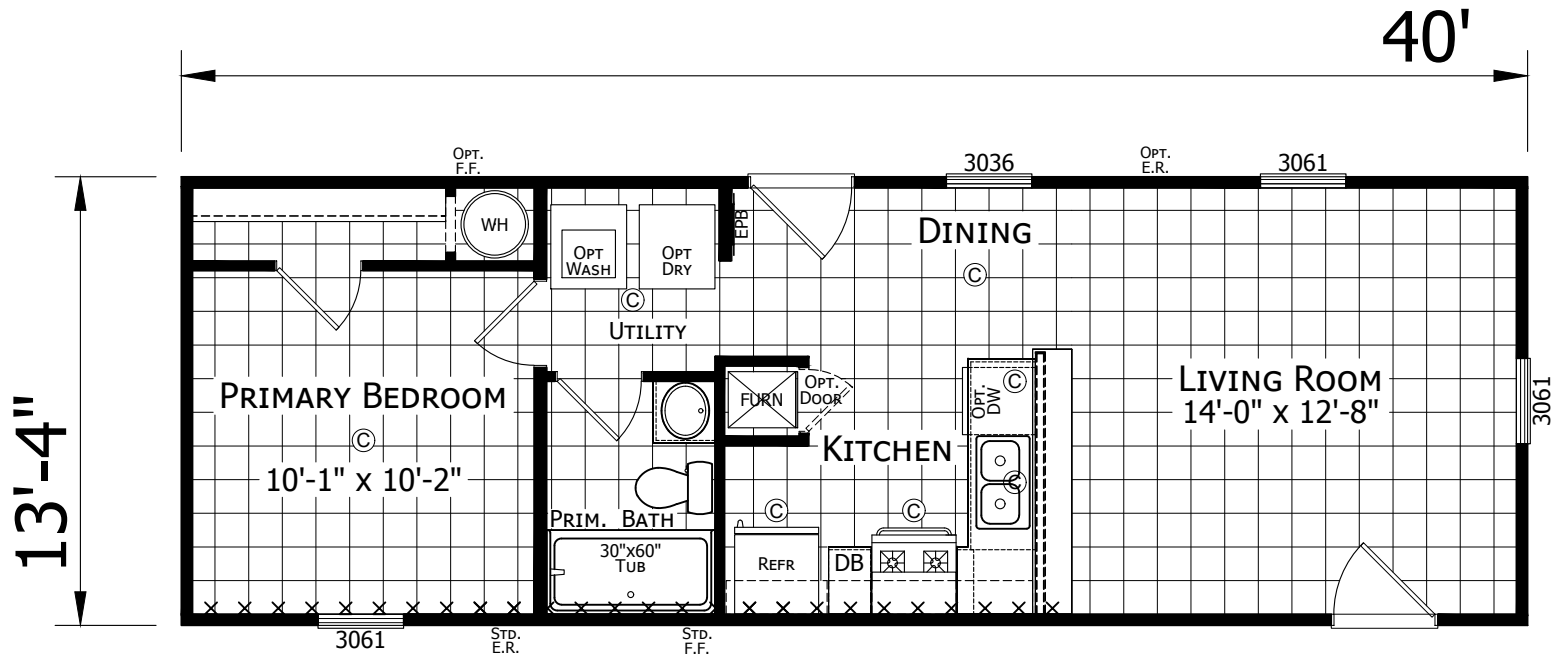 40'
OPT.
F.F.
3036
OPT.
E.R.
3061
13'-4"
WH
OPT
WASH
OPT
DRY
EPB
DINING
C
C
UTILITY
PRIMARY BEDROOM
C
10'-1" X 10'-2"
FURN
OPT.
DOOR
OPT.
DW
C
LIVING ROOM
14'-0" X 12'-8"
3061
KITCHEN
C
C
C
PRIM. BATH
30"X60"
TUB
REFR
DB
3061
STD.
E.R.
STD.
F.F.